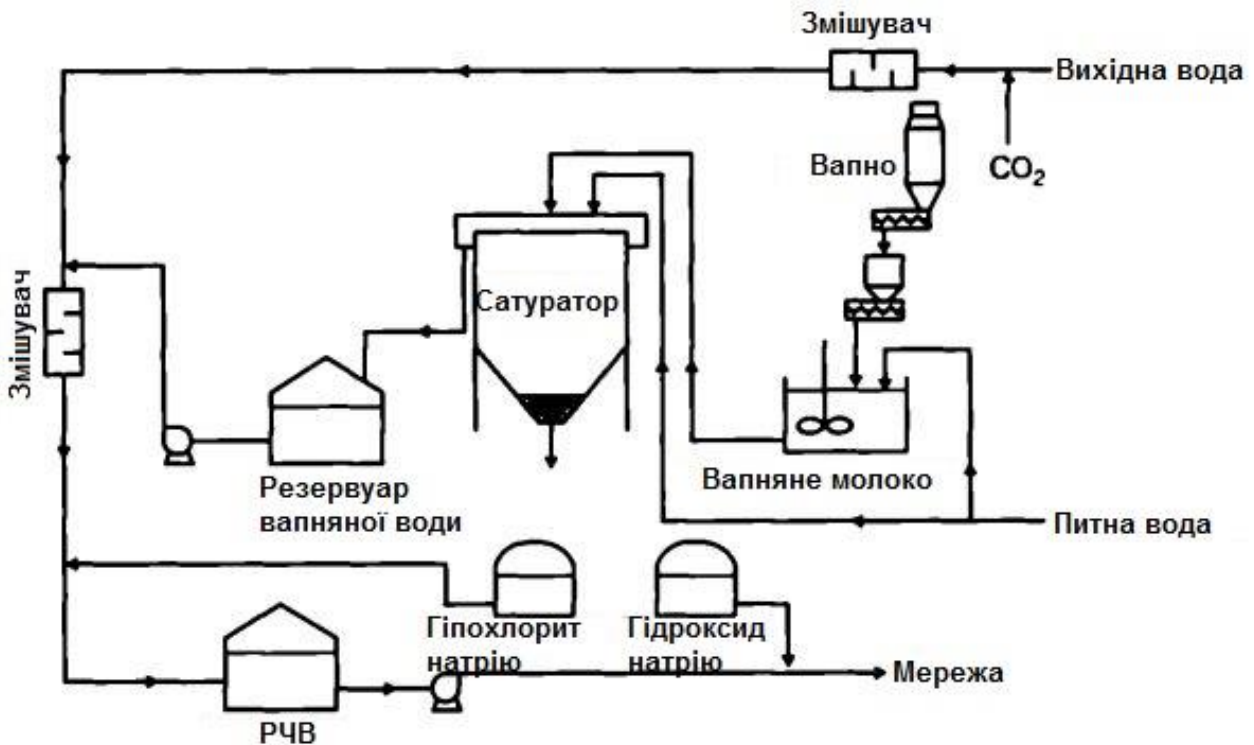 Змішувач
Вихідна вода
Вапно
CO2
Сатуратор
Змішувач
Резервуар
вапняної води
Вапняне молоко
Питна вода
Гіпохлорит
натрію
Гідроксид
натрію
Мережа
РЧВ